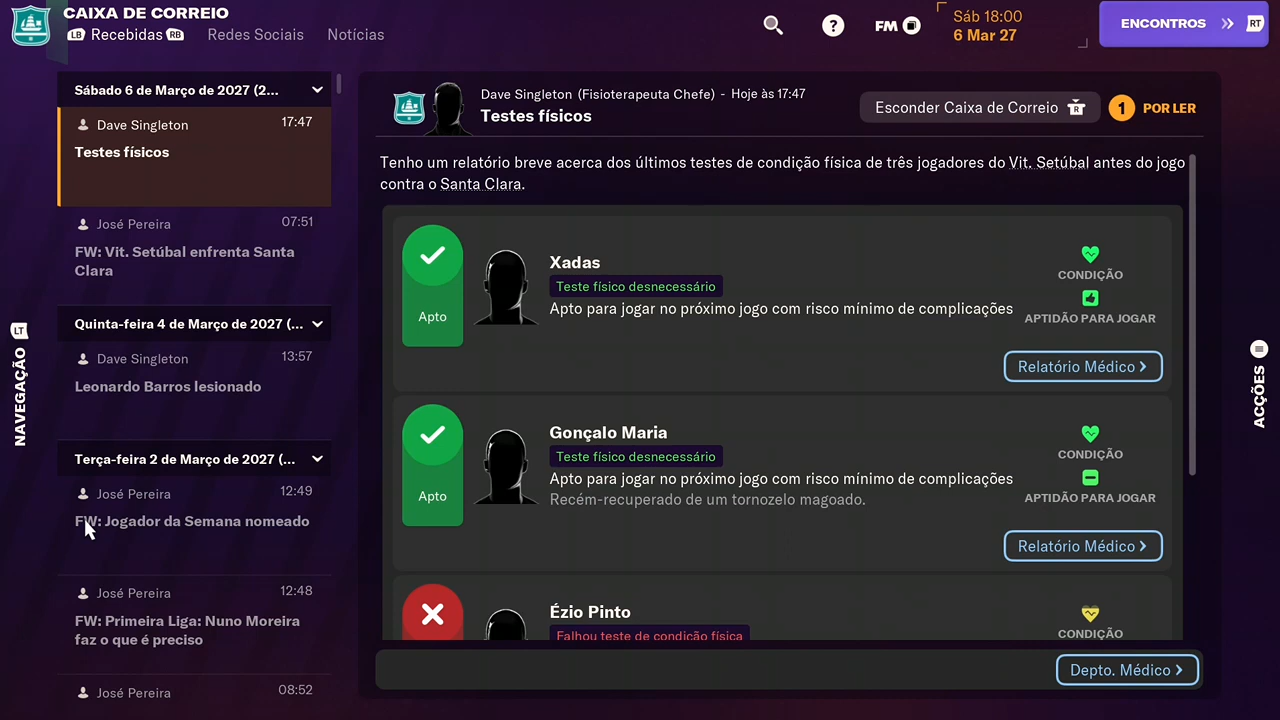 CAIXA DE CORREIO
LB Recebidas RB Redes Sociais Notícias
FM
Sáb 18:00
6 Mar 27
ENCONTROS RT
Sábado 6 de Março de 2027 (2...
Dave Singleton 17:47
Testes físicos
José Pereira 07:51
FW: Vit. Setúbal enfrenta Santa
Clara
Quinta-feira 4 de Março de 2027 (...
Dave Singleton 13:57
Leonardo Barros lesionado
Terça-feira 2 de Março de 2027 (...
José Pereira 12:49
FW: Jogador da Semana nomeado
José Pereira 12:48
FW: Primeira Liga: Nuno Moreira
faz o que é preciso
José Pereira 08:52
LT
NAVEGAÇÃO
Dave Singleton (Fisioterapeuta Chefe) - Hoje às 17:47
Testes físicos
Esconder Caixa de Correio R
1 POR LER
Tenho um relatório breve acerca dos últimos testes de condição física de três jogadores do Vit. Setúbal antes do jogo
contra o Santa Clara.
Apto
Xadas
Teste físico desnecessário
Apto para jogar no próximo jogo com risco mínimo de complicações
CONDIÇÃO
APTIDÃO PARA JOGAR
Relatório Médico
Apto
Gonçalo Maria
Teste físico desnecessário
Apto para jogar no próximo jogo com risco mínimo de complicações
Recém-recuperado de um tornozelo magoado.
CONDIÇÃO
APTIDÃO PARA JOGAR
Relatório Médico
Ézio Pinto
Falhou teste de condição física
CONDIÇÃO
Depto. Médico
ACÇÕES